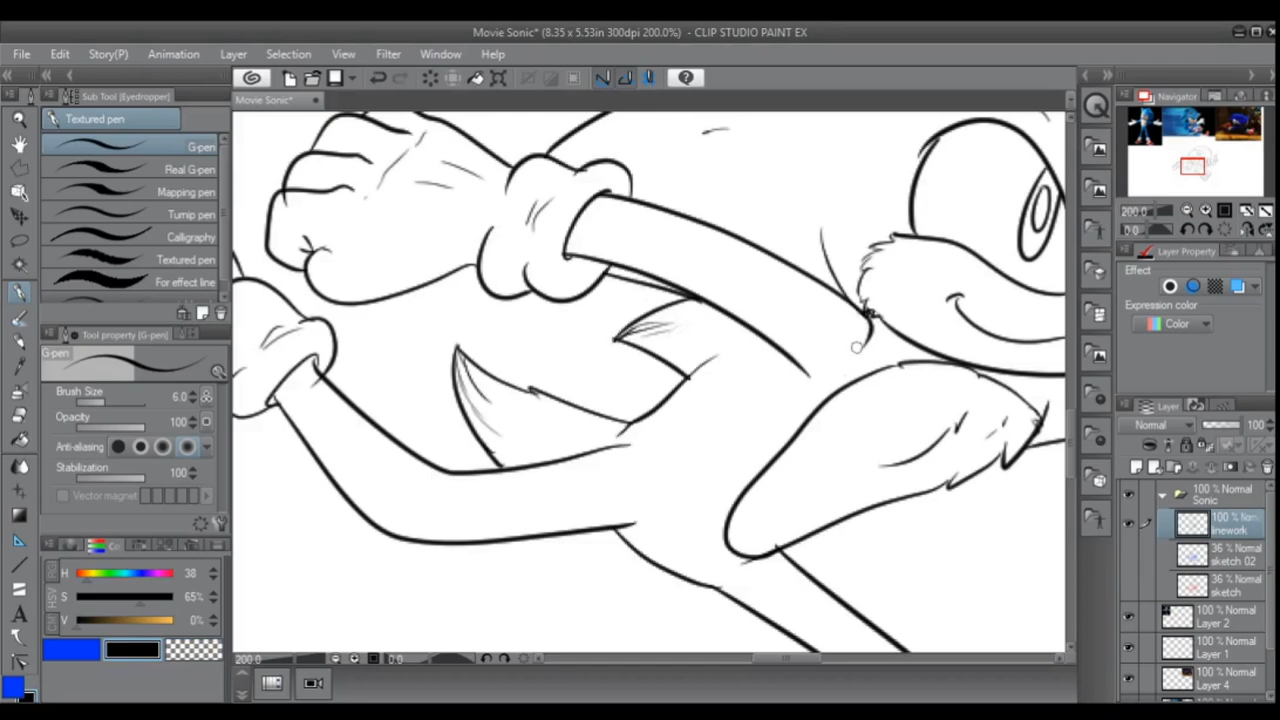 Movie Sonic* (8.35 x 5.53in 300dpi 200.0%) - CLIP STUDIO PAINT EX
File Edit Story(P) Animation Layer Selection View Filter Window Help
Sub Tool [Eyedropper]
Movie Sonic*
Navigator
Textured pen
G-pen
Real G-pen
Mapping pen
Turnip pen
Calligraphy
Textured pen
For effect line
200.0
0.0
Layer Property
Effect
Expression color
Color
Tool property [G-pen]
G-pen
Brush Size 6.0
Opacity 100
Anti-aliasing
Stabilization 100
Vector magnet
Layer
Normal 100
100 % Normal
Sonic
linework
36 % Normal
sketch 02
36 % Normal
sketch
100 % Normal
Layer 2
100 % Normal
Layer 1
100 % Normal
Layer 4
H 38
S 65%
V 0%
200.0 0.0